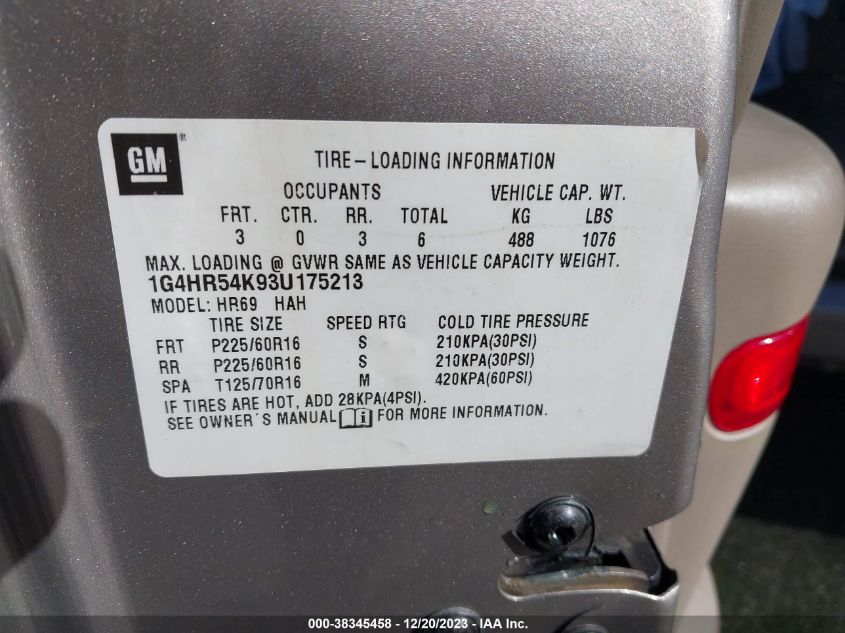 GM ®
TIRE-LOADING INFORMATION
OCCUPANTS VEHICLE CAP. WT.
FRT. CTR. RR. TOTAL KG LBS
3 0 3 6 488 1076
MAX. LOADING @ GVWR SAME AS VEHICLE CAPACITY WEIGHT.
1G4HR54K93U175213
MODEL: HR69 HAH
TIRE SIZE SPEED RTG COLD TIRE PRESSURE
FRT P225/60R16 S 210KPA(30PSI)
RR P225/60R16 S 210KPA(30PSI)
SPA T125/70R16 M 420KPA(60PSI)
IF TIRES ARE HOT, ADD 28KPA(4PSI).
SEE OWNER'S MANUAL i FOR MORE INFORMATION.
000-38345458 - 12/20/2023 - IAA Inc.